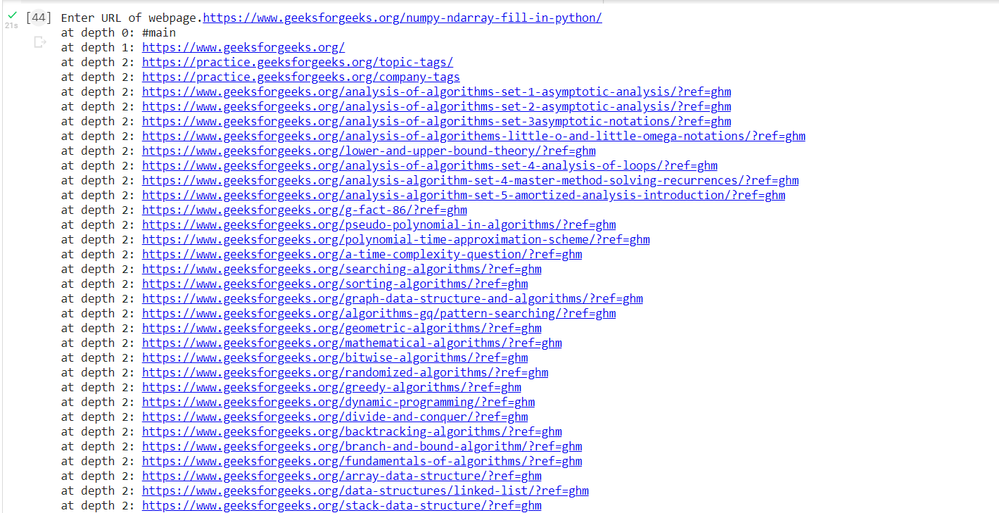 [44] Enter URL of webpage.https://www.geeksforgeeks.org/numpy-ndarray-fill-in-python/
21s
at depth 0: #main
at depth 1: https://www.geeksforgeeks.org/
at depth 2: https://practice.geeksforgeeks.org/topic-tags/
at depth 2: https://practice.geeksforgeeks.org/company-tags
at depth 2: https://www.geeksforgeeks.org/analysis-of-algorithms-set-1-asymptotic-analysis/?ref=ghm
at depth 2: https://www.geeksforgeeks.org/analysis-of-algorithms-set-2-asymptotic-analysis/?ref=ghm
at depth 2: https://www.geeksforgeeks.org/analysis-of-algorithms-set-3asymptotic-notations/?ref=ghm
at depth 2: https://www.geeksforgeeks.org/analysis-of-algorithems-little-o-and-little-omega-notations/?ref=ghm
at depth 2: https://www.geeksforgeeks.org/lower-and-upper-bound-theory/?ref=ghm
at depth 2: https://www.geeksforgeeks.org/analysis-of-algorithms-set-4-analysis-of-loops/?ref=ghm
at depth 2: https://www.geeksforgeeks.org/analysis-algorithm-set-4-master-method-solving-recurrences/?ref=ghm
at depth 2: https://www.geeksforgeeks.org/analysis-algorithm-set-5-amortized-analysis-introduction/?ref=ghm
at depth 2: https://www.geeksforgeeks.org/g-fact-86/?ref=ghm
at depth 2: https://www.geeksforgeeks.org/pseudo-polynomial-in-algorithms/?ref=ghm
at depth 2: https://www.geeksforgeeks.org/polynomial-time-approximation-scheme/?ref=ghm
at depth 2: https://www.geeksforgeeks.org/a-time-complexity-question/?ref=ghm
at depth 2: https://www.geeksforgeeks.org/searching-algorithms/?ref=ghm
at depth 2: https://www.geeksforgeeks.org/sorting-algorithms/?ref=ghm
at depth 2: https://www.geeksforgeeks.org/graph-data-structure-and-algorithms/?ref=ghm
at depth 2: https://www.geeksforgeeks.org/algorithms-gq/pattern-searching/?ref=ghm
at depth 2: https://www.geeksforgeeks.org/geometric-algorithms/?ref=ghm
at depth 2: https://www.geeksforgeeks.org/mathematical-algorithms/?ref=ghm
at depth 2: https://www.geeksforgeeks.org/bitwise-algorithms/?ref=ghm
at depth 2: https://www.geeksforgeeks.org/randomized-algorithms/?ref=ghm
at depth 2: https://www.geeksforgeeks.org/greedy-algorithms/?ref=ghm
at depth 2: https://www.geeksforgeeks.org/dynamic-programming/?ref=ghm
at depth 2: https://www.geeksforgeeks.org/divide-and-conquer/?ref=ghm
at depth 2: https://www.geeksforgeeks.org/backtracking-algorithms/?ref=ghm
at depth 2: https://www.geeksforgeeks.org/branch-and-bound-algorithm/?ref=ghm
at depth 2: https://www.geeksforgeeks.org/fundamentals-of-algorithms/?ref=ghm
at depth 2: https://www.geeksforgeeks.org/array-data-structure/?ref=ghm
at depth 2: https://www.geeksforgeeks.org/data-structures/linked-list/?ref=ghm
at depth 2: https://www.geeksforgeeks.org/stack-data-structure/?ref=ghm